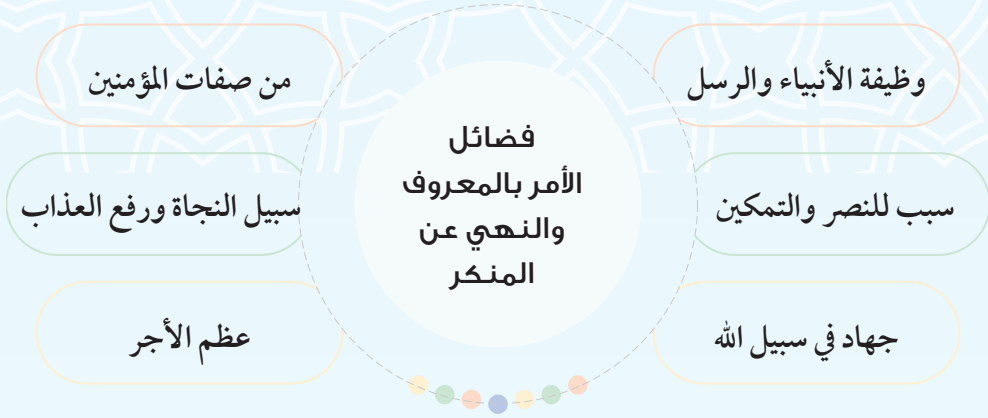 فضائل
الأمر بالمعروف
والنهي عن
المنكر
وظيفة الأنبياء والرسل
سبب للنصر والتمكين
جهاد في سبيل الله
من صفات المؤمنين
سبيل النجاة ورفع العذاب
عظم الأجر